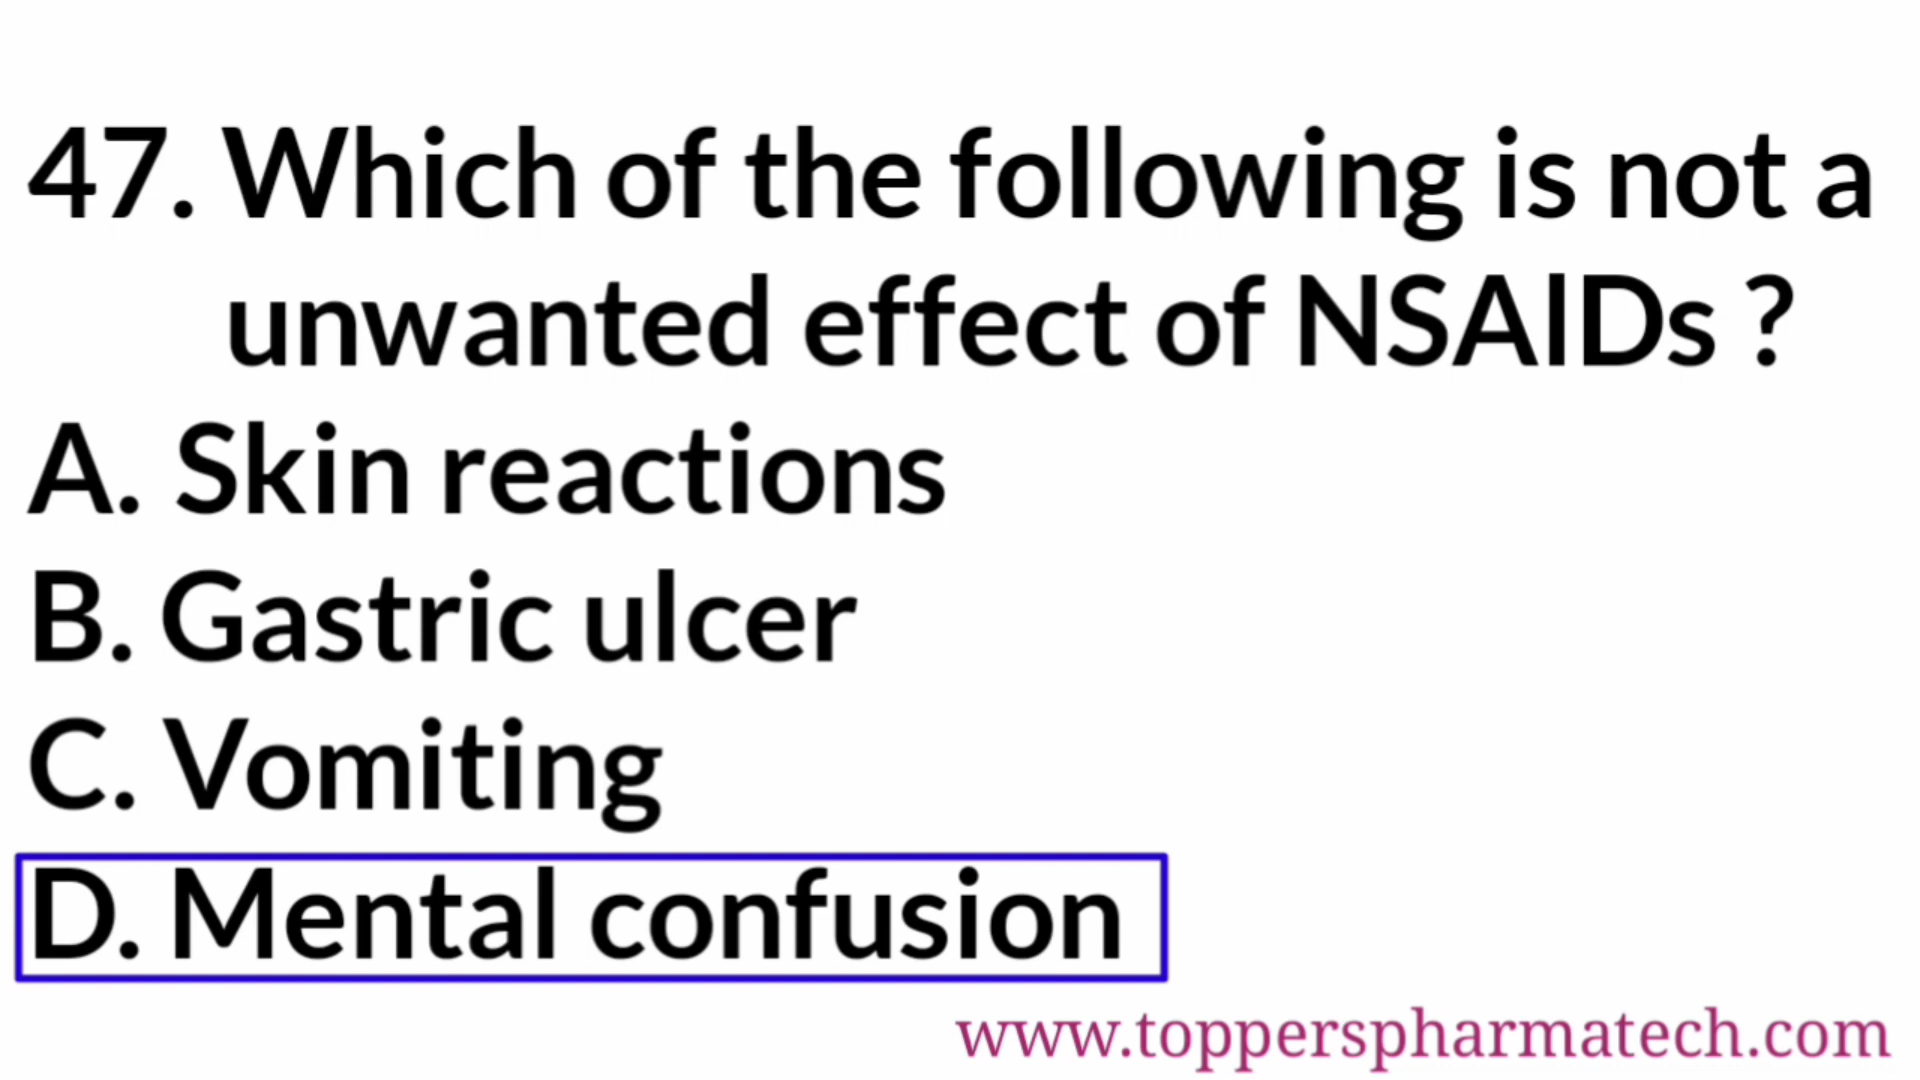 47. Which of the following is not a
unwanted effect of NSAlDs ?
A. Skin reactions
B. Gastric ulcer
C. Vomiting
D. Mental confusion
www.topperspharmatech.com